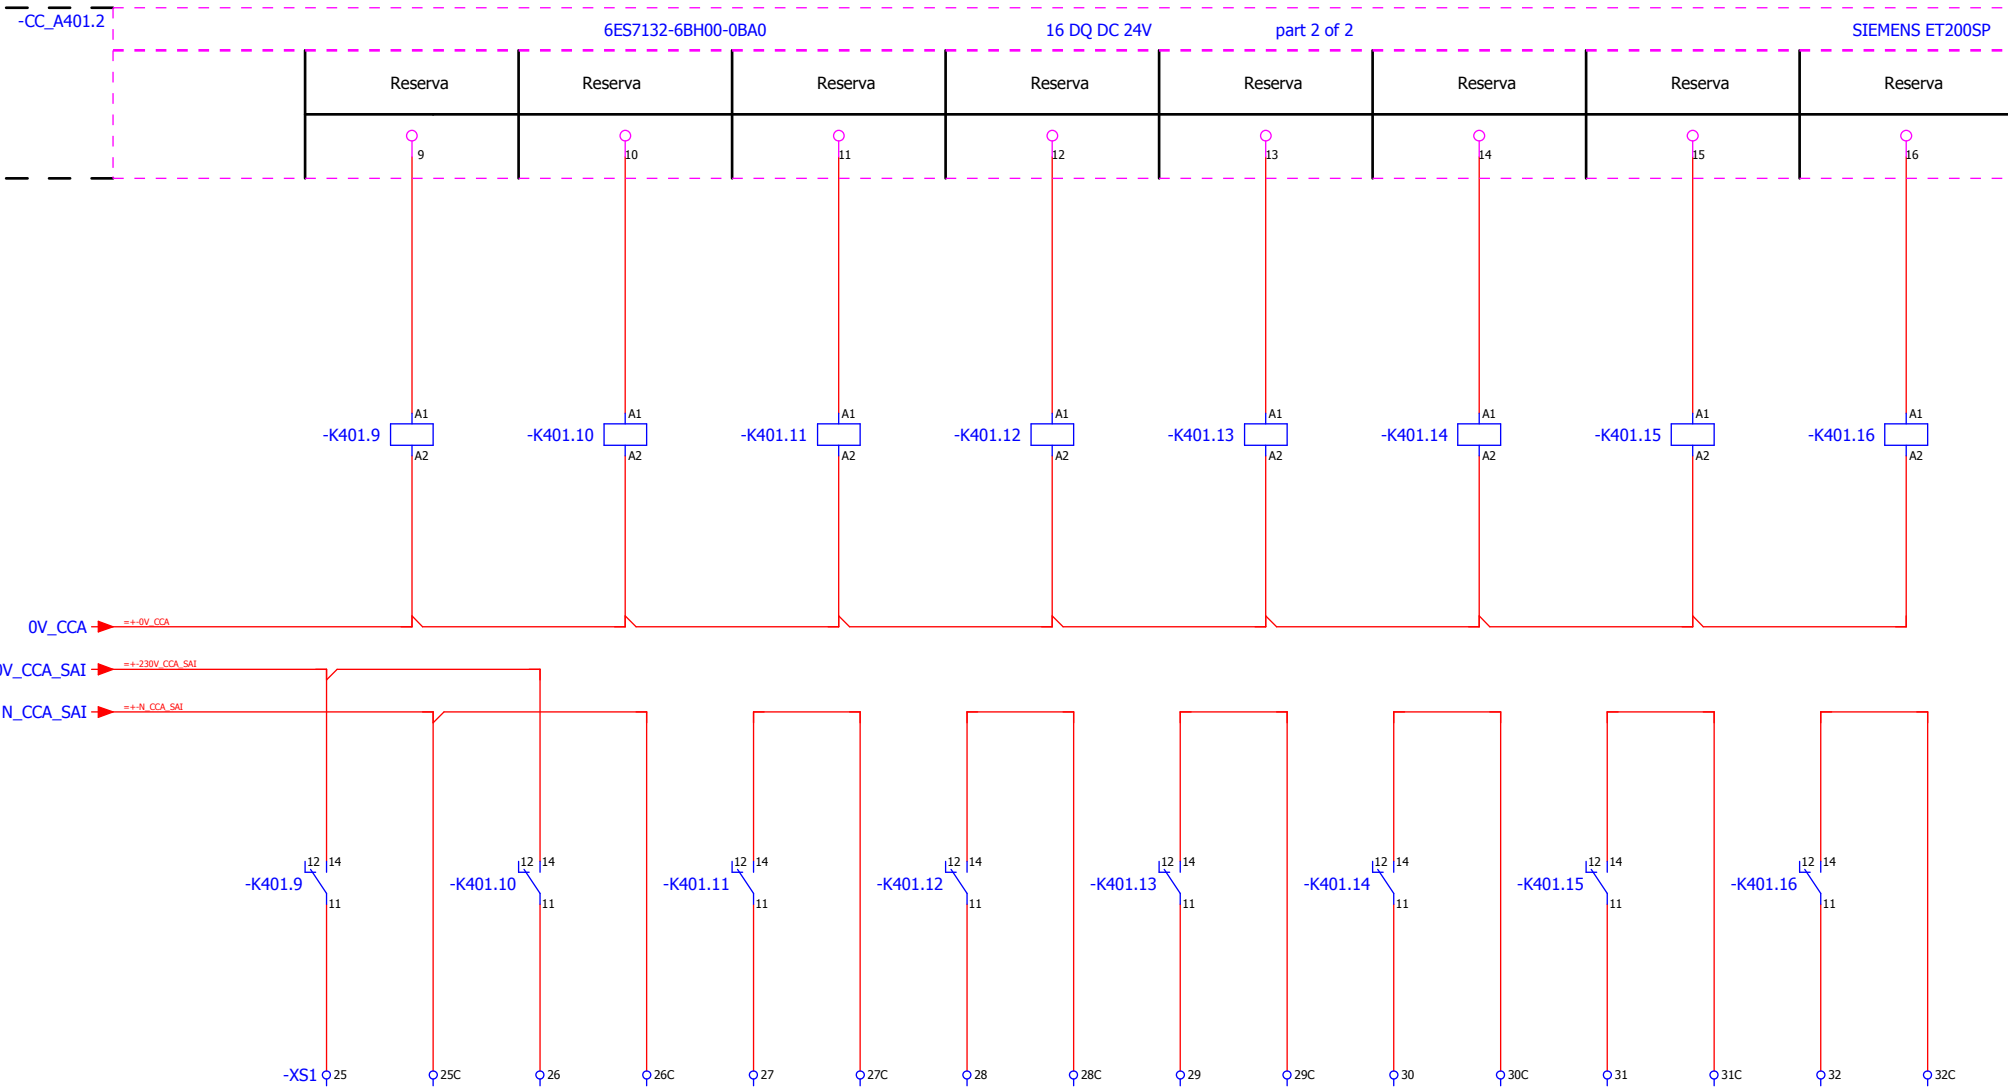 -CC_A401.2 6ES7132-6BH00-0BA0 16 DQ DC 24V part 2 of 2 SIEMENS ET200SP
Reserva Reserva Reserva Reserva Reserva Reserva Reserva Reserva
9 10 11 12 13 14 15 16
A1 A1 A1 A1 A1 A1 A1 A1
-K401.9 -K401.10 -K401.11 -K401.12 -K401.13 -K401.14 -K401.15 -K401.16
A2 A2 A2 A2 A2 A2 A2 A2
0V_CCA =+-0V_CCA
0V_CCA_SAI =+-230V_CCA_SAI
N_CCA_SAI =+-N_CCA_SAI
12 14 12 14 12 14 12 14 12 14 12 14 12 14 12 14
-K401.9 -K401.10 -K401.11 -K401.12 -K401.13 -K401.14 -K401.15 -K401.16
11 11 11 11 11 11 11 11
-XS1 25 25C 26 26C 27 27C 28 28C 29 29C 30 30C 31 31C 32 32C